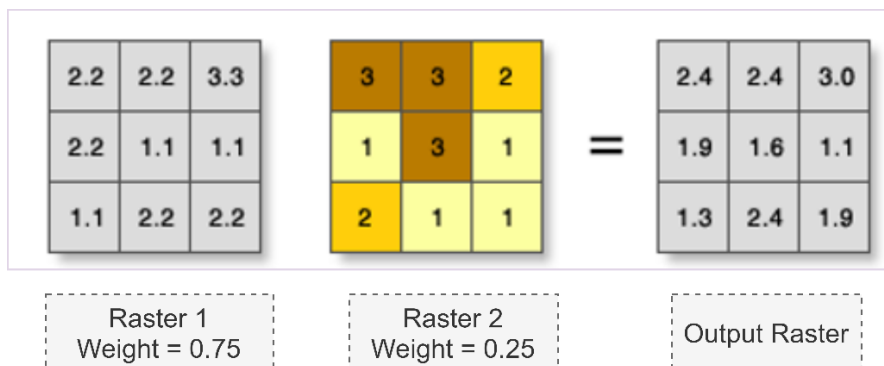 2.2 2.2 3.3 3 3 2 2.4 2.4 3.0
2.2 1.1 1.1 1 3 1 = 1.9 1.6 1.1
1.1 2.2 2.2 2 1 1 1.3 2.4 1.9
Raster 1
Weight = 0.75
Raster 2
Weight = 0.25
Output Raster